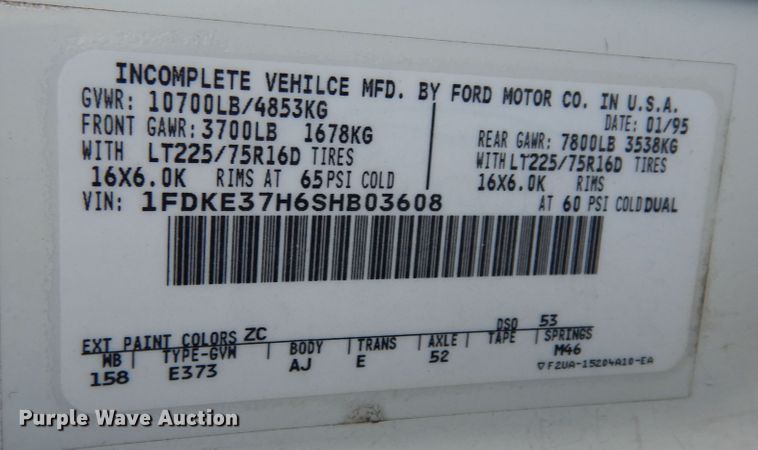 INCOMPLETE VEHILCE MFD. BY FORD MOTOR CO. IN U.S.A.
GVWR: 10700LB/4853KG
DATE: 01/95
FRONT GAWR: 3700LB 1678KG
REAR GAWR: 7800LB 3538KG
WITH LT225/75R16D TIRES
WITH LT225/75R16D TIRES
16X6.0K RIMS AT 65 PSI COLD
16X6.0K RIMS
VIN: 1FDKE37H6SHB03608
AT 60 PSI COLD DUAL
EXT PAINT COLORS ZC
DSO 53
WB TYPE-GVW BODY TRANS AXLE TAPE SPRINGS
158 E373 AJ E 52 M46
F2UA-15204A10-EA
Purple Wave Auction